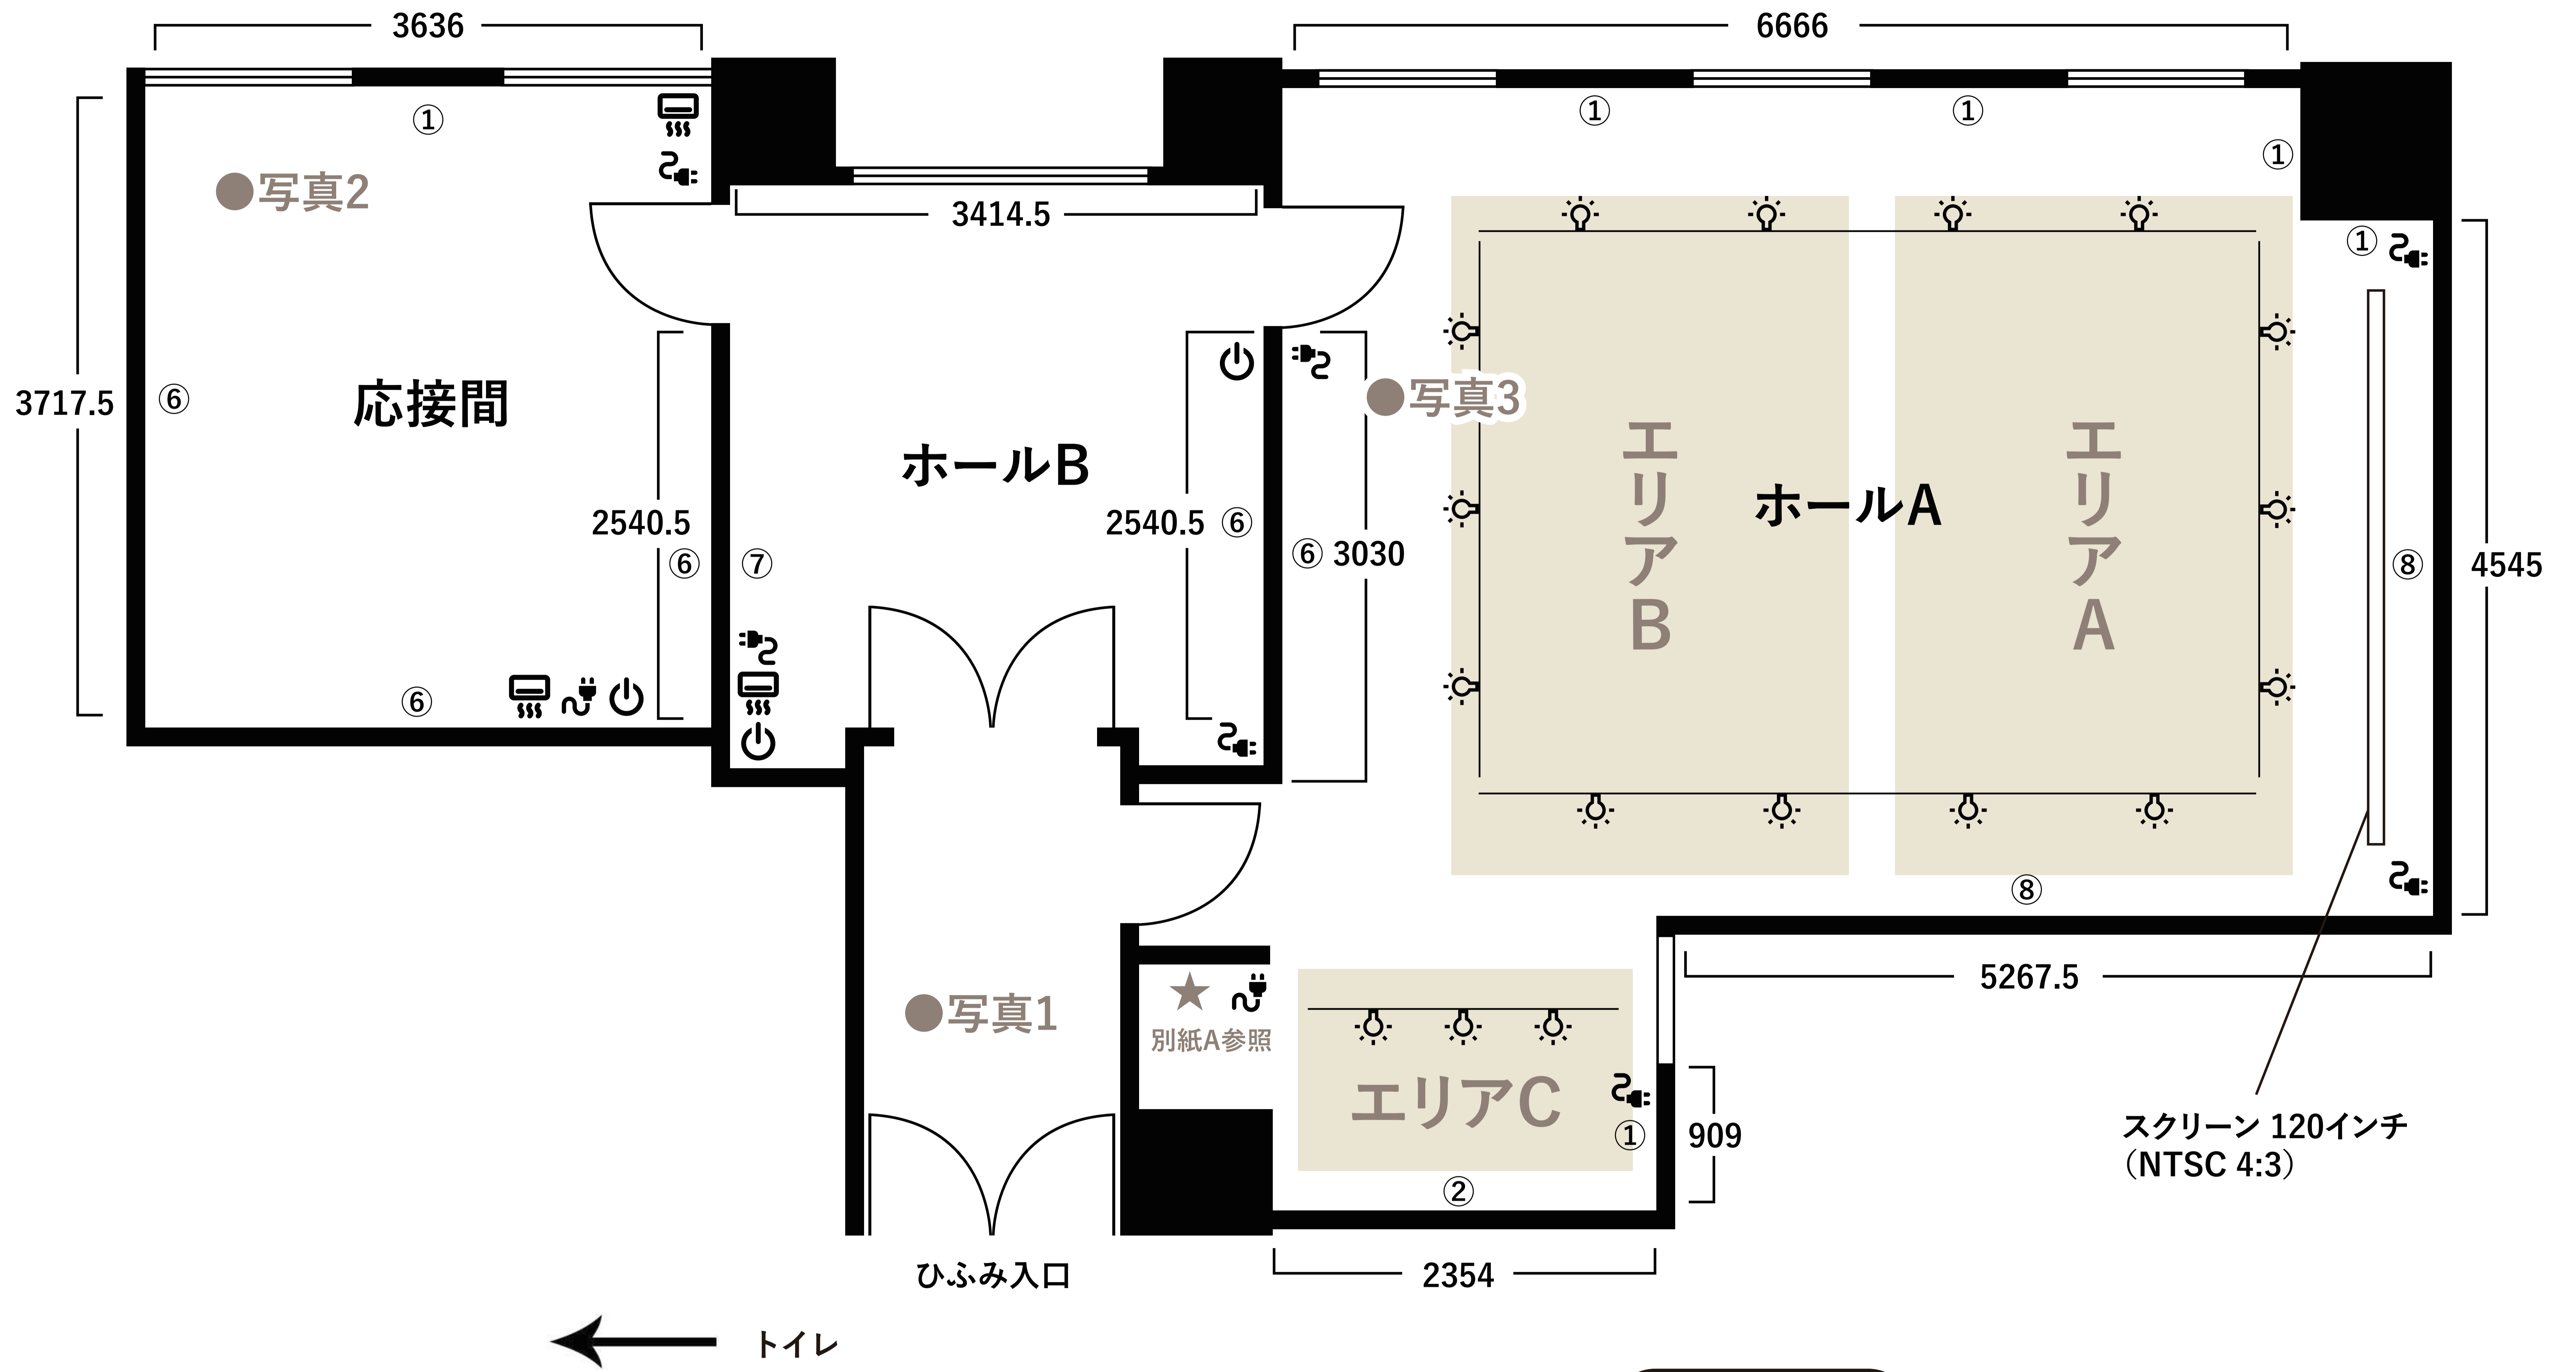 3636
6666
①
①
①
①
写真2
3414.5
①
3717.5
⑥
応接間
写真3
ホールB
エリアB
ホールA
エリアA
2540.5
⑥
⑦
2540.5
⑥
⑥
3030
⑧
4545
⑥
⑧
5267.5
写真1
★
別紙A参照
エリアC
①
909
スクリーン 120インチ
（NTSC 4:3）
②
ひふみ入口
2354
トイレ